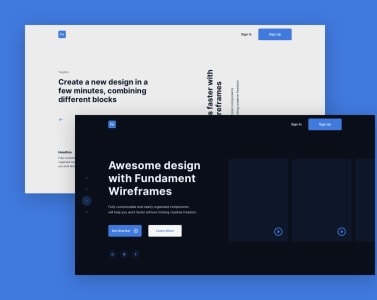 Sign In
Sign Up
Tagline
Create a new design in a
few minutes, combining
different blocks
s faster with
reframes
Headline
Sign In
Sign Up
Awesome design
with Fundament
Wireframes
Fully customizable and neatly organized components
will help you work faster without limiting creative freedom.
Get Started
Learn More